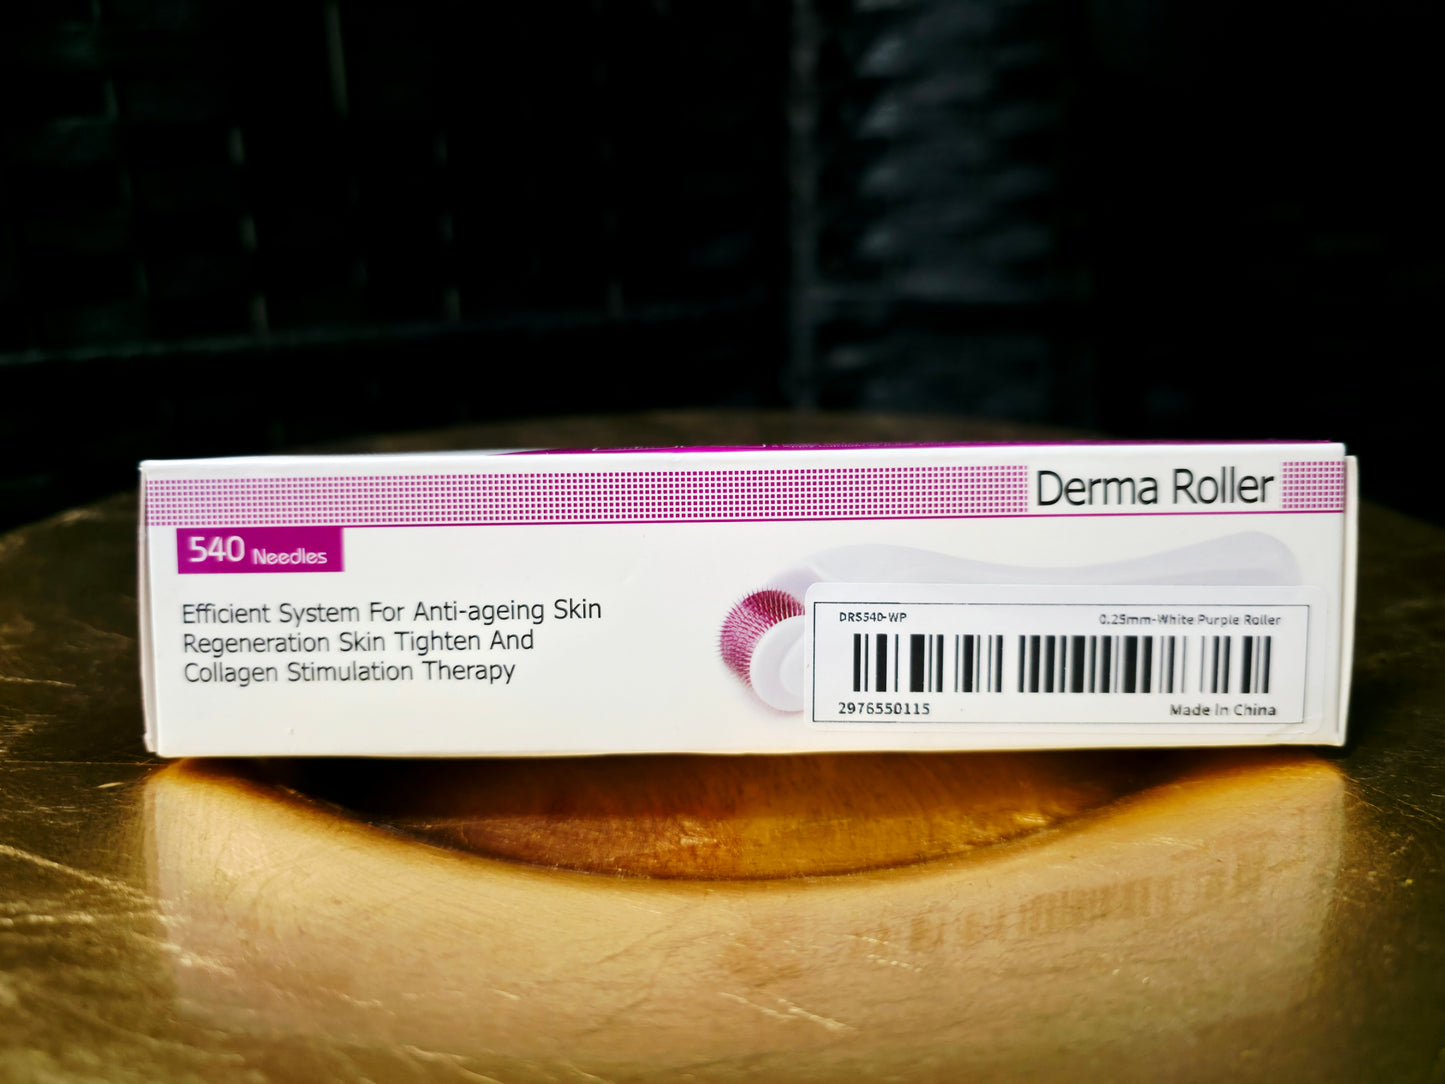 Derma Roller
540 Needles
Efficient System For Anti-ageing Skin
Regeneration Skin Tighten And
Collagen Stimulation Therapy
DRS540-WP 0.25mm-White Purple Roller
2976550115 Made In China